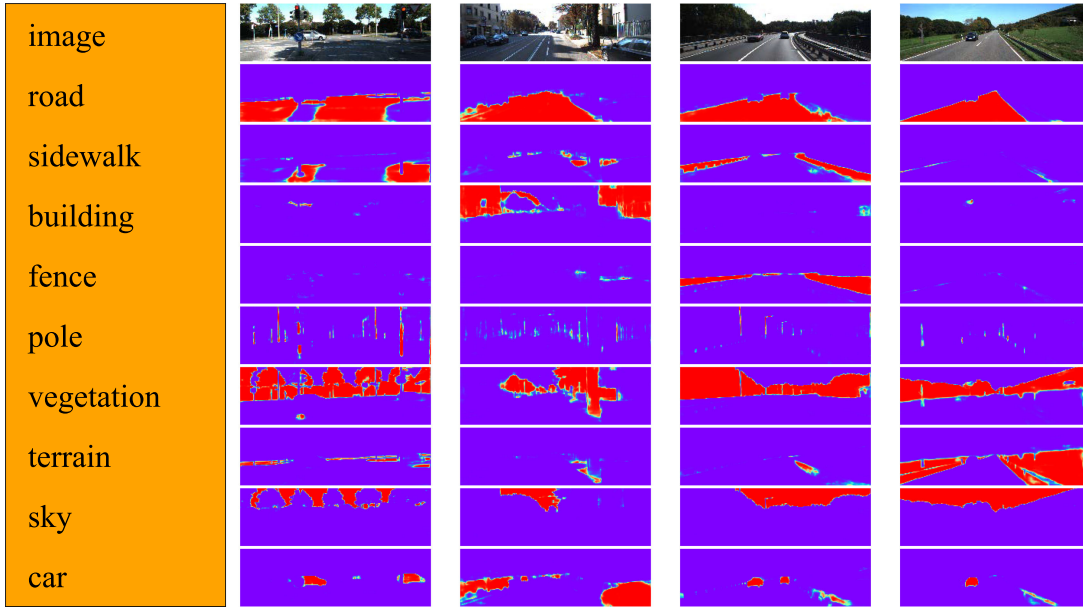 image
road
sidewalk
building
fence
pole
vegetation
terrain
sky
car